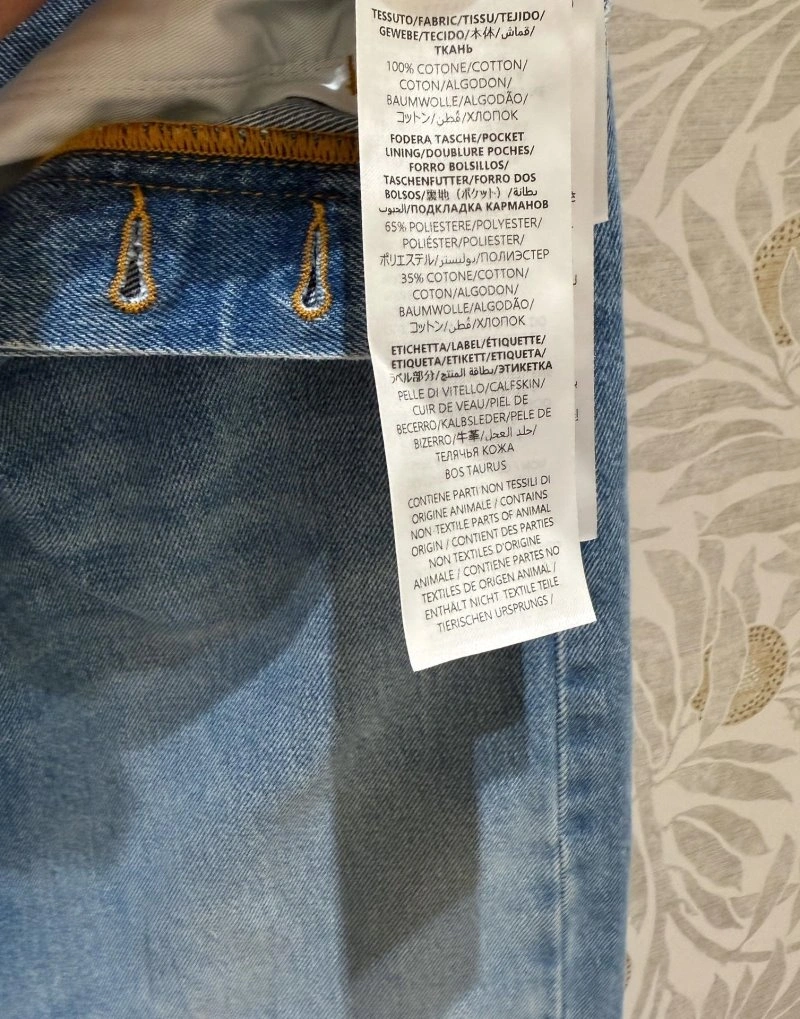 TESSUTO/FABRIC/TISSU/TEJIDO/
GEWEBE/TECIDO/本体/قماش/
ТКАНЬ
100% COTONE/COTTON/
COTON/ALGODON/
BAUMWOLLE/ALGODÃO/
コットン/قطن/ХЛОПОК
FODERA TASCHE/POCKET
LINING/DOUBLURE POCHES/
FORRO BOLSILLOS/
TASCHENFUTTER/FORRO DOS
BOLSOS/裏地 (ポケット) /بطانة
الجيوب/ПОДКЛАДКА КАРМАНОВ
65% POLIESTERE/POLYESTER/
POLIÉSTER/POLIESTER/
ポリエステル/بوليستر/ПОЛИЭСТЕР
35% COTONE/COTTON/
COTON/ALGODON/
BAUMWOLLE/ALGODÃO/
コットン/قطن/ХЛОПОК
ETICHETTA/LABEL/ÉTIQUETTE/
ETIQUETA/ETIKETT/ETIQUETA/
ラベル部分/بطاقة المنتج/ЭТИКЕТКА
PELLE DI VITELLO/CALFSKIN/
CUIR DE VEAU/PIEL DE
BECERRO/KALBSLEDER/PELE DE
BIZERRO/牛革/جلد العجل/
ТЕЛЯЧЬЯ КОЖА
BOS TAURUS
CONTIENE PARTI NON TESSILI DI
ORIGINE ANIMALE / CONTAINS
NON TEXTILE PARTS OF ANIMAL
ORIGIN / CONTIENT DES PARTIES
NON TEXTILES D'ORIGINE
ANIMALE / CONTIENE PARTES NO
TEXTILES DE ORIGEN ANIMAL /
ENTHÄLT NICHT TEXTILE TEILE
TIERISCHEN URSPRUNGS /